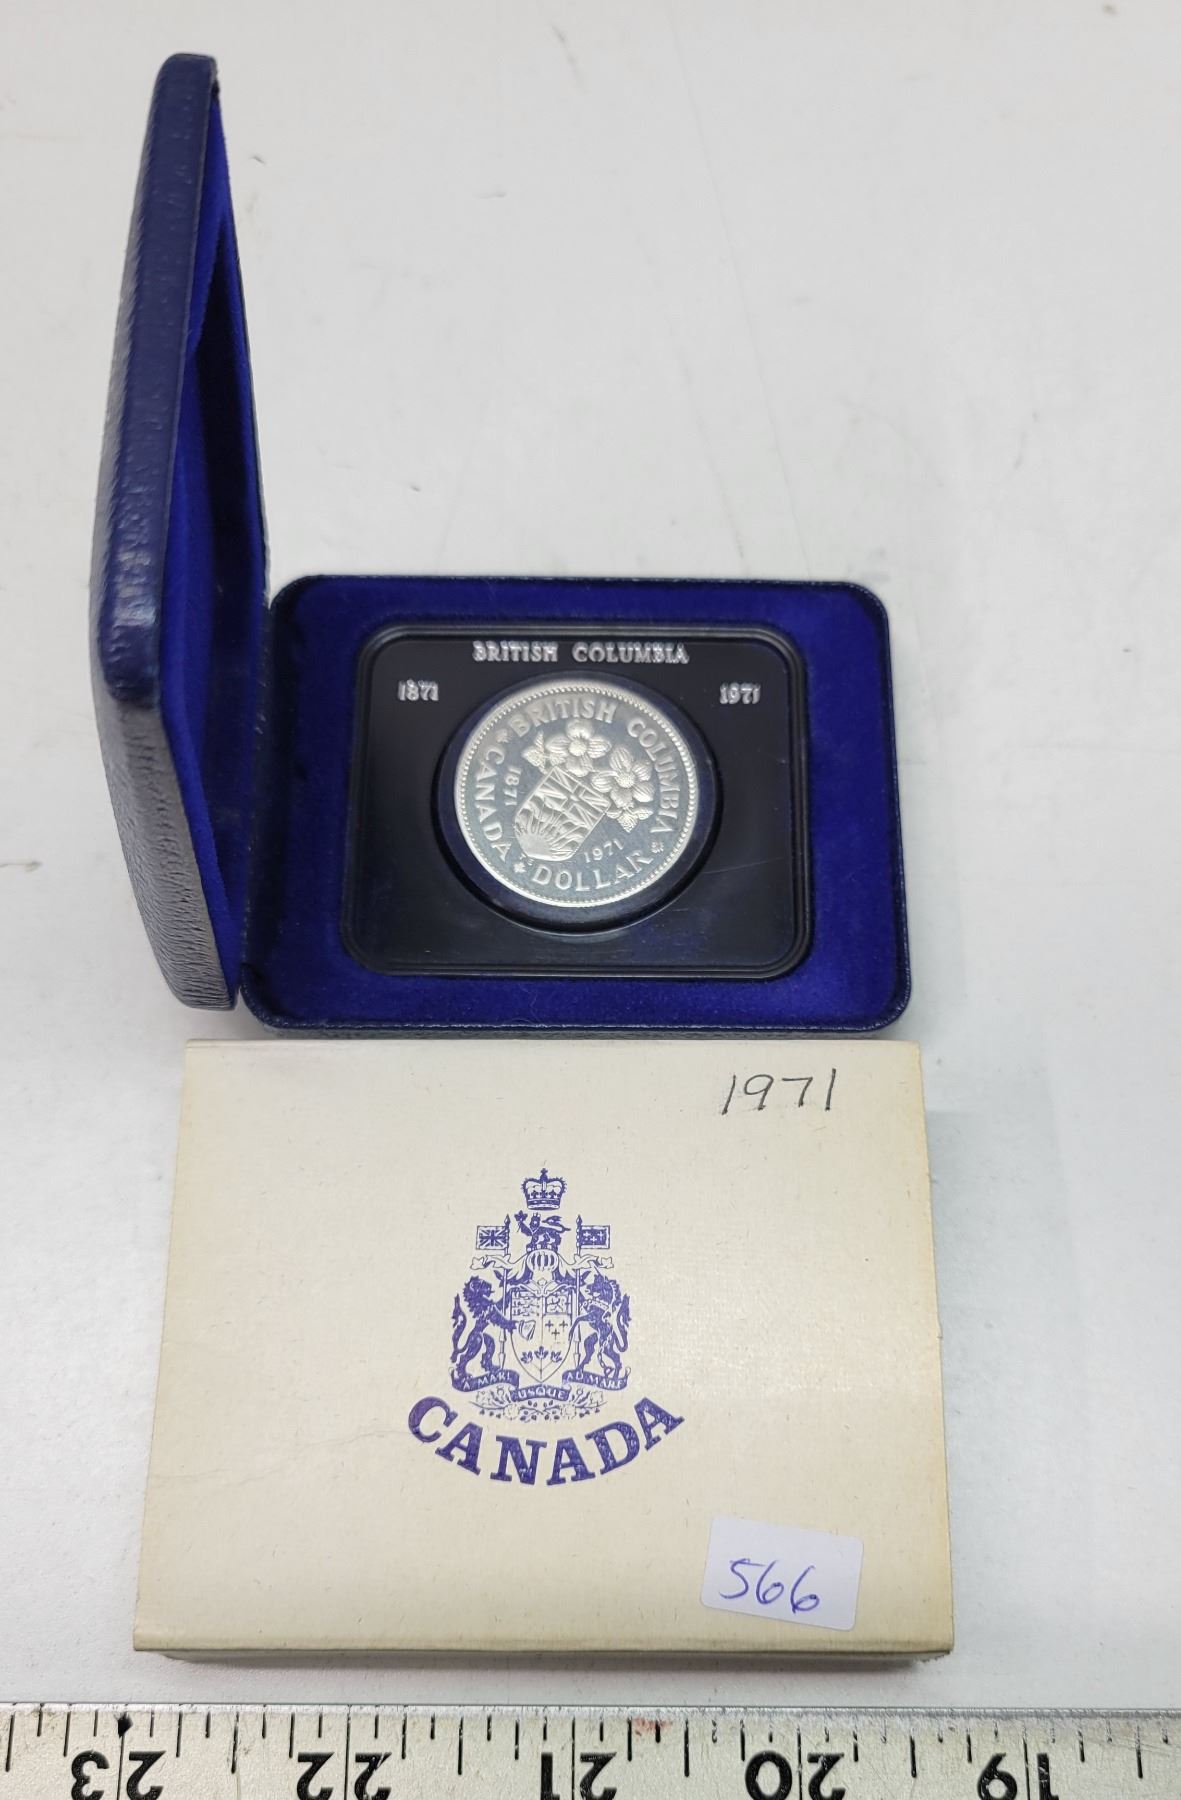 BRITISH COLUMBIA
1871 1971
BRITISH COLUMBIA
CANADA
1871
1971
DOLLAR
1971
A MARI USQUE AD MARE
CANADA
566
23 22 21 20 19